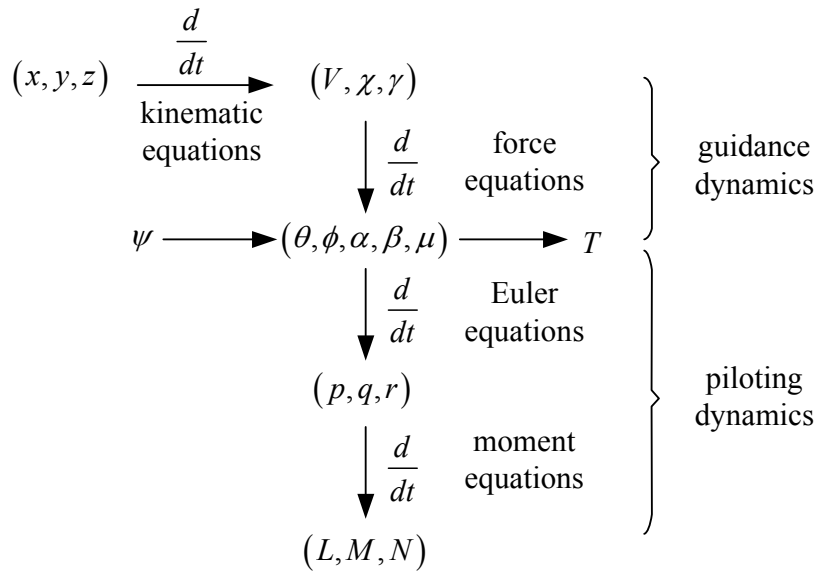 d/dt
(x, y, z) (V, χ, γ)
kinematic
equations
d/dt
force
equations
guidance
dynamics
ψ (θ, ϕ, α, β, μ) T
d/dt
Euler
equations
(p, q, r)
piloting
dynamics
d/dt
moment
equations
(L, M, N)